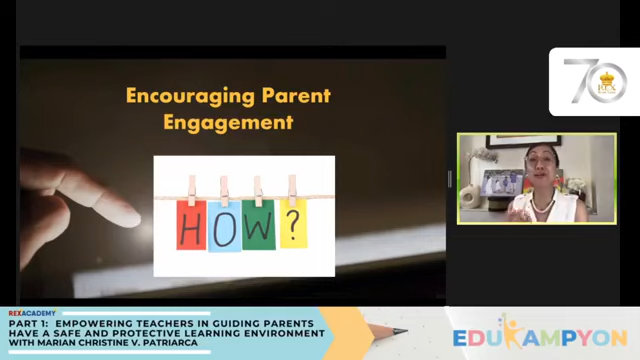 Encouraging Parent
Engagement
HOW?
70
REX
REXACADEMY
PART 1: EMPOWERING TEACHERS IN GUIDING PARENTS
HAVE A SAFE AND PROTECTIVE LEARNING ENVIRONMENT
WITH MARIAN CHRISTINE V. PATRIARCA
EDUKAMPYON